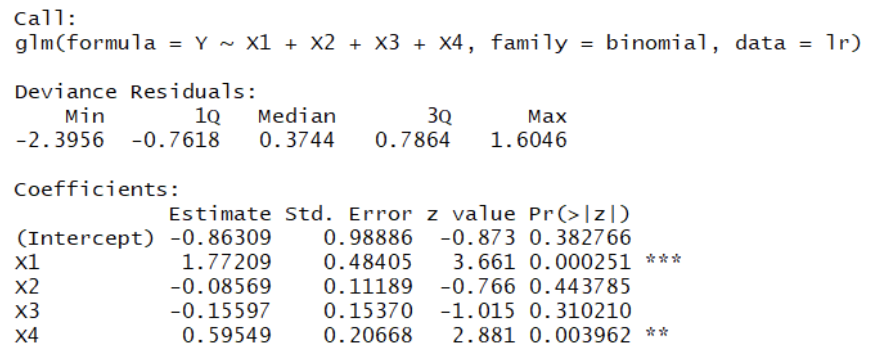 Call:
glm(formula = Y ~ X1 + X2 + X3 + X4, family = binomial, data = lr)
Deviance Residuals:
Min 1Q Median 3Q Max
-2.3956 -0.7618 0.3744 0.7864 1.6046
Coefficients:
Estimate Std. Error z value Pr(>|z|)
(Intercept) -0.86309 0.98886 -0.873 0.382766
X1 1.77209 0.48405 3.661 0.000251 ***
X2 -0.08569 0.11189 -0.766 0.443785
X3 -0.15597 0.15370 -1.015 0.310210
X4 0.59549 0.20668 2.881 0.003962 **